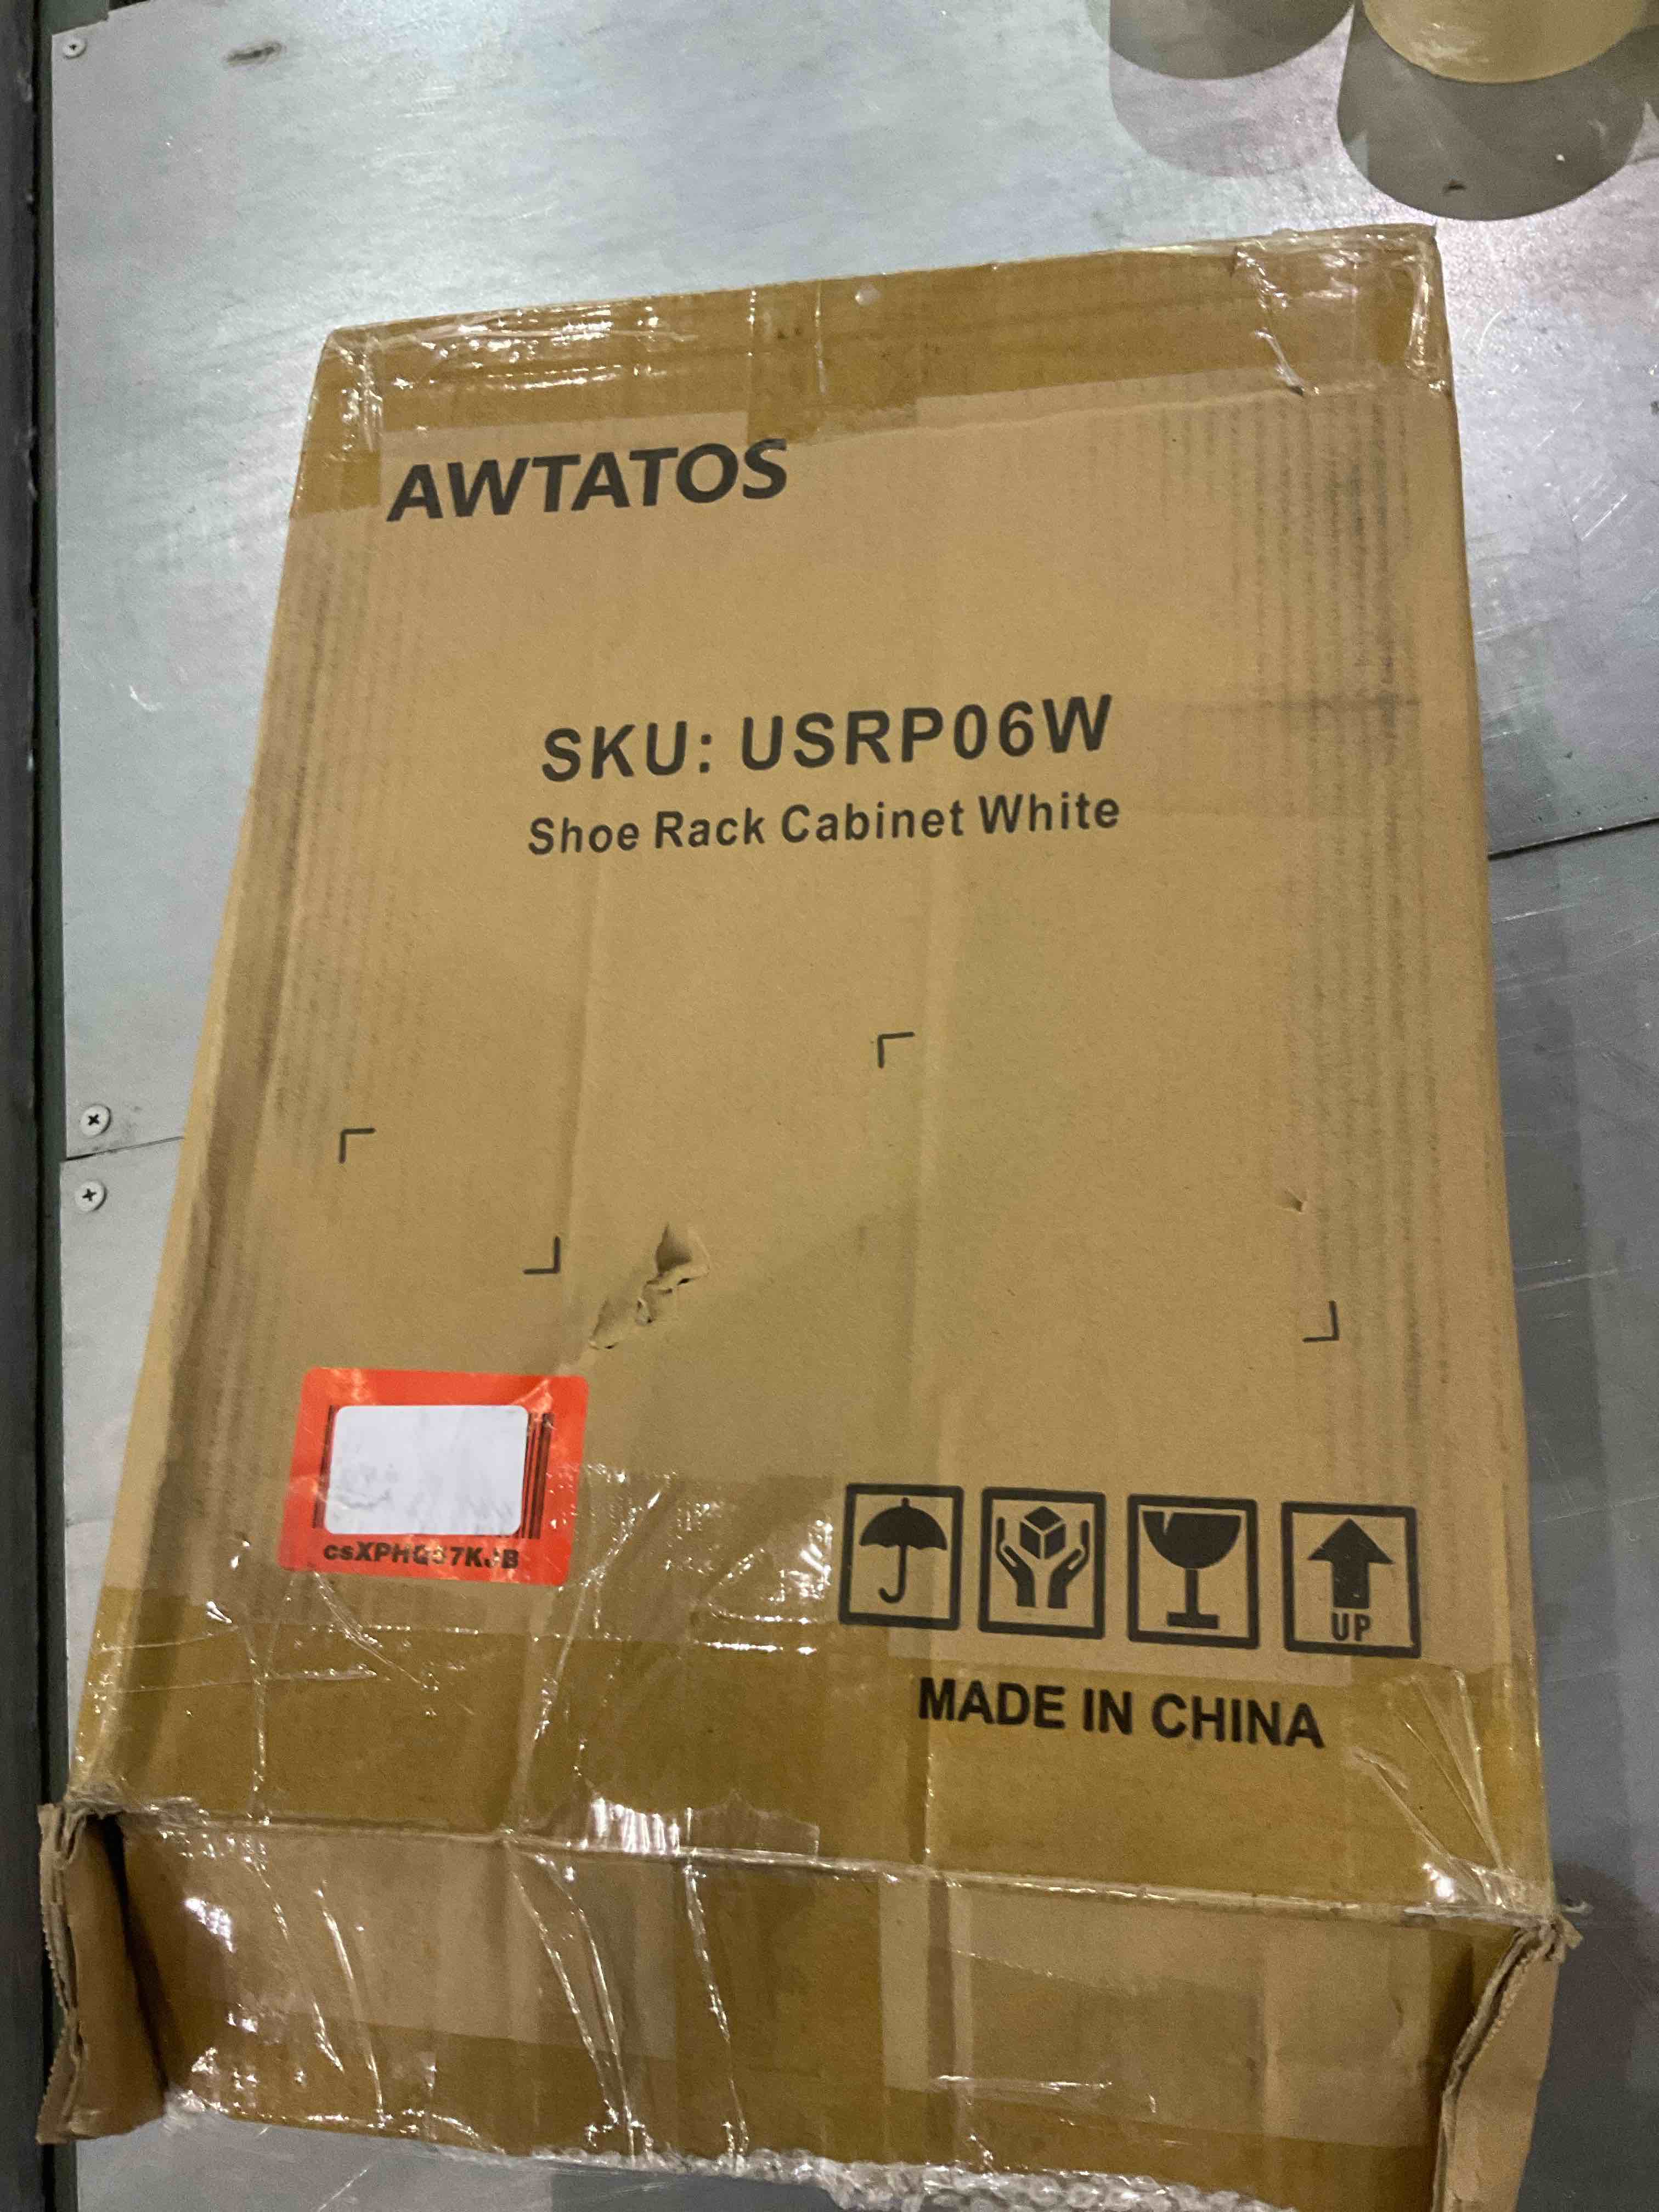 AWTATOS
SKU: USRP06W
Shoe Rack Cabinet White
UP
MADE IN CHINA